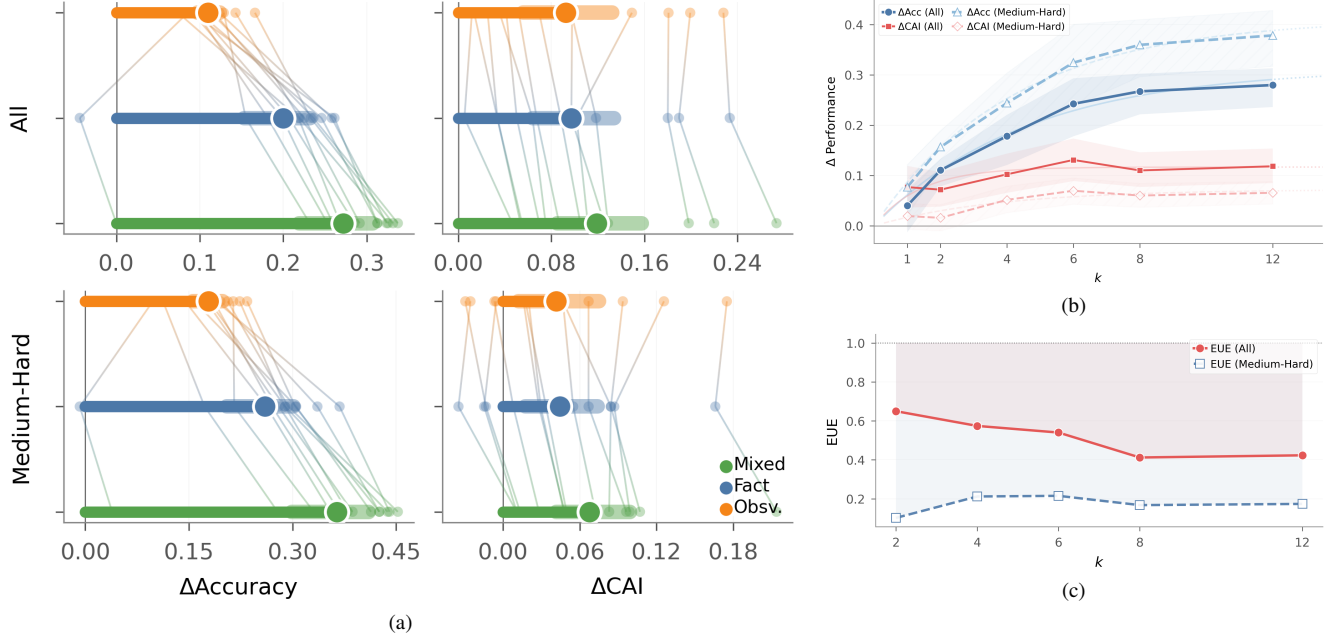 All
0.0 0.1 0.2 0.3
0.00 0.08 0.16 0.24
Medium-Hard
Mixed
Fact
Obsv.
0.00 0.15 0.30 0.45
0.00 0.06 0.12 0.18
ΔAccuracy
ΔCAI
(a)
ΔAcc (All)
ΔCAI (All)
ΔAcc (Medium-Hard)
ΔCAI (Medium-Hard)
Δ Performance
0.4
0.3
0.2
0.1
0.0
1 2 4 6 8 12
k
(b)
EUE (All)
EUE (Medium-Hard)
EUE
1.0
0.8
0.6
0.4
0.2
2 4 6 8 12
k
(c)